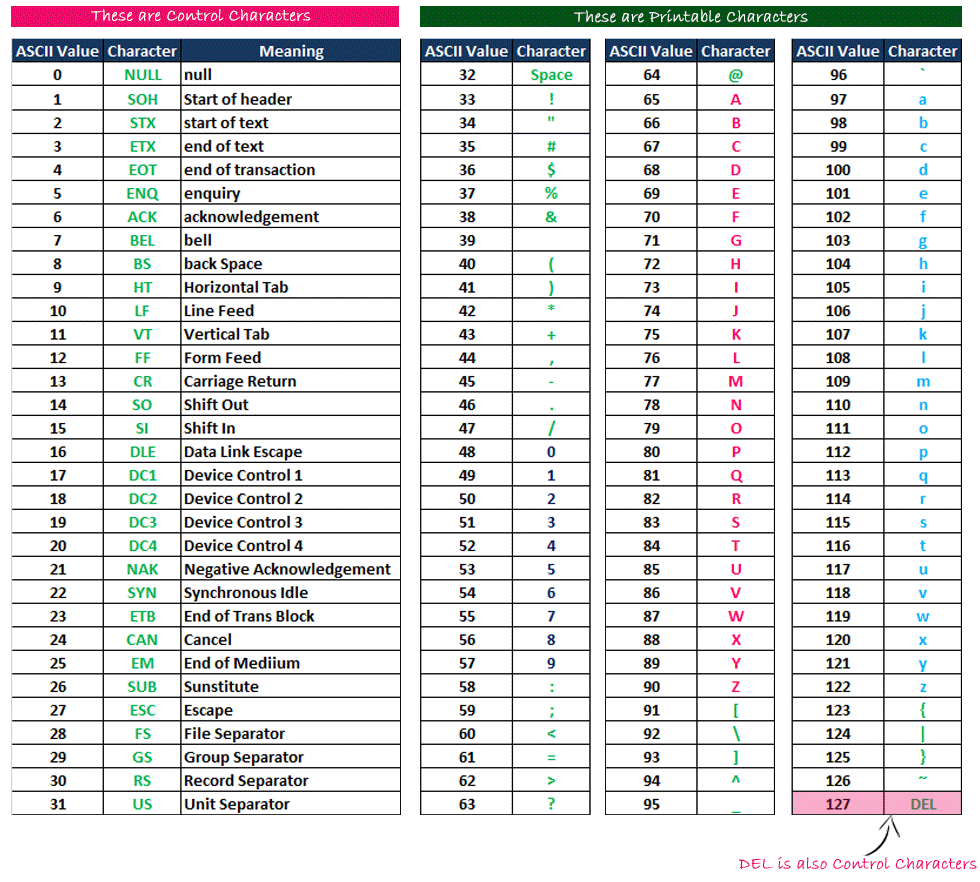 These are Control Characters
These are Printable Characters
ASCII Value Character Meaning
0 NULL null
1 SOH Start of header
2 STX start of text
3 ETX end of text
4 EOT end of transaction
5 ENQ enquiry
6 ACK acknowledgement
7 BEL bell
8 BS back Space
9 HT Horizontal Tab
10 LF Line Feed
11 VT Vertical Tab
12 FF Form Feed
13 CR Carriage Return
14 SO Shift Out
15 SI Shift In
16 DLE Data Link Escape
17 DC1 Device Control 1
18 DC2 Device Control 2
19 DC3 Device Control 3
20 DC4 Device Control 4
21 NAK Negative Acknowledgement
22 SYN Synchronous Idle
23 ETB End of Trans Block
24 CAN Cancel
25 EM End of Mediium
26 SUB Sunstitute
27 ESC Escape
28 FS File Separator
29 GS Group Separator
30 RS Record Separator
31 US Unit Separator
ASCII Value Character
32 Space
33 !
34 "
35 #
36 $
37 %
38 &
39
40 (
41 )
42 *
43 +
44 ,
45 -
46 .
47 /
48 0
49 1
50 2
51 3
52 4
53 5
54 6
55 7
56 8
57 9
58 :
59 ;
60 <
61 =
62 >
63 ?
ASCII Value Character
64 @
65 A
66 B
67 C
68 D
69 E
70 F
71 G
72 H
73 I
74 J
75 K
76 L
77 M
78 N
79 O
80 P
81 Q
82 R
83 S
84 T
85 U
86 V
87 W
88 X
89 Y
90 Z
91 [
92 \
93 ]
94 ^
95 _
ASCII Value Character
96 `
97 a
98 b
99 c
100 d
101 e
102 f
103 g
104 h
105 i
106 j
107 k
108 l
109 m
110 n
111 o
112 p
113 q
114 r
115 s
116 t
117 u
118 v
119 w
120 x
121 y
122 z
123 {
124 |
125 }
126 ~
127 DEL
DEL is also Control Characters